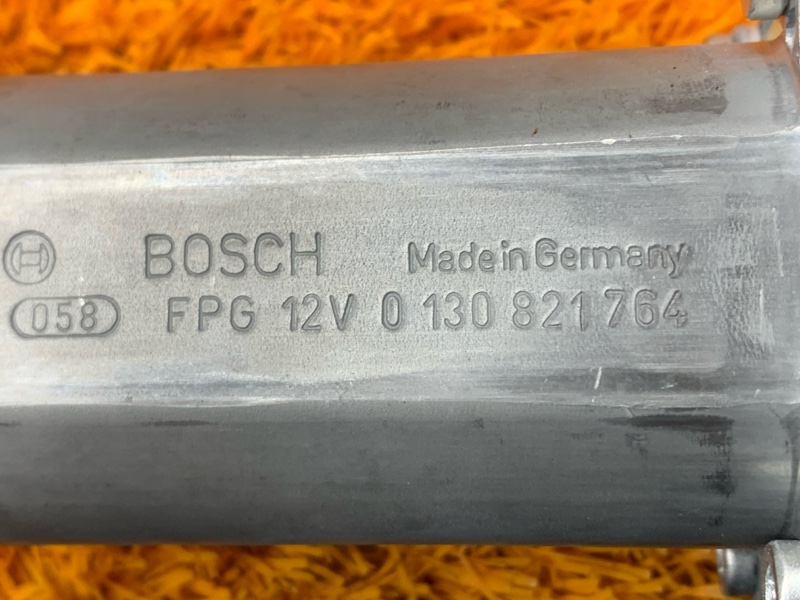 BOSCH Made in Germany
058 FPG 12V 0 130 821 764